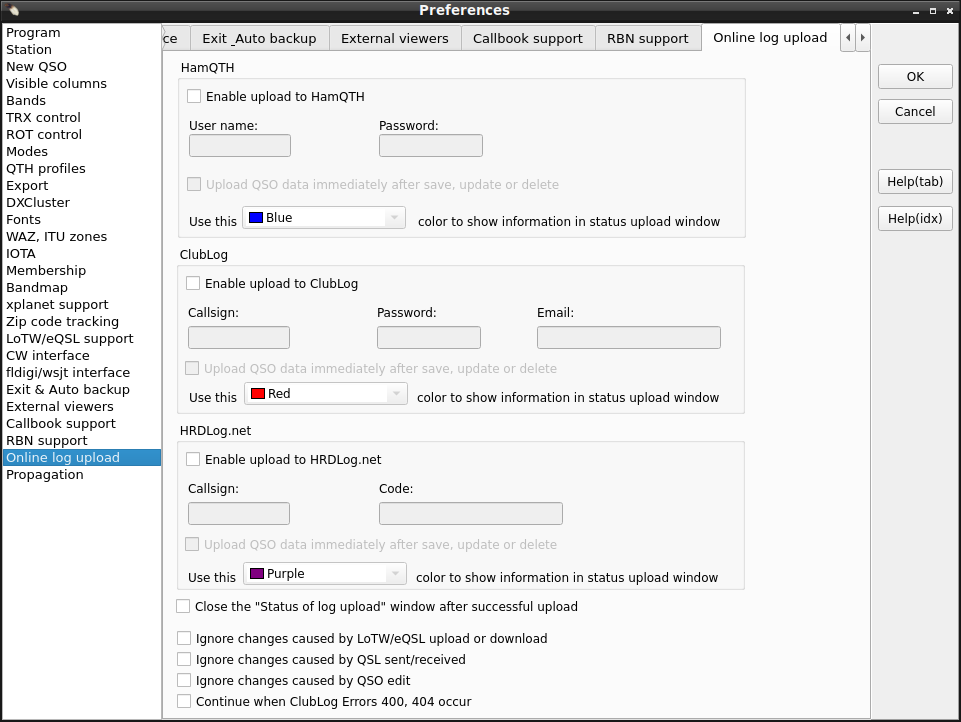 Preferences
Program
Station
New QSO
Visible columns
Bands
TRX control
ROT control
Modes
QTH profiles
Export
DXCluster
Fonts
WAZ, ITU zones
IOTA
Membership
Bandmap
xplanet support
Zip code tracking
LoTW/eQSL support
CW interface
fldigi/wsjt interface
Exit & Auto backup
External viewers
Callbook support
RBN support
Online log upload
Propagation
ce Exit _Auto backup External viewers Callbook support RBN support Online log upload
HamQTH
Enable upload to HamQTH
User name: Password:
Upload QSO data immediately after save, update or delete
Use this Blue color to show information in status upload window
ClubLog
Enable upload to ClubLog
Callsign: Password: Email:
Upload QSO data immediately after save, update or delete
Use this Red color to show information in status upload window
HRDLog.net
Enable upload to HRDLog.net
Callsign: Code:
Upload QSO data immediately after save, update or delete
Use this Purple color to show information in status upload window
Close the "Status of log upload" window after successful upload
Ignore changes caused by LoTW/eQSL upload or download
Ignore changes caused by QSL sent/received
Ignore changes caused by QSO edit
Continue when ClubLog Errors 400, 404 occur
OK
Cancel
Help(tab)
Help(idx)